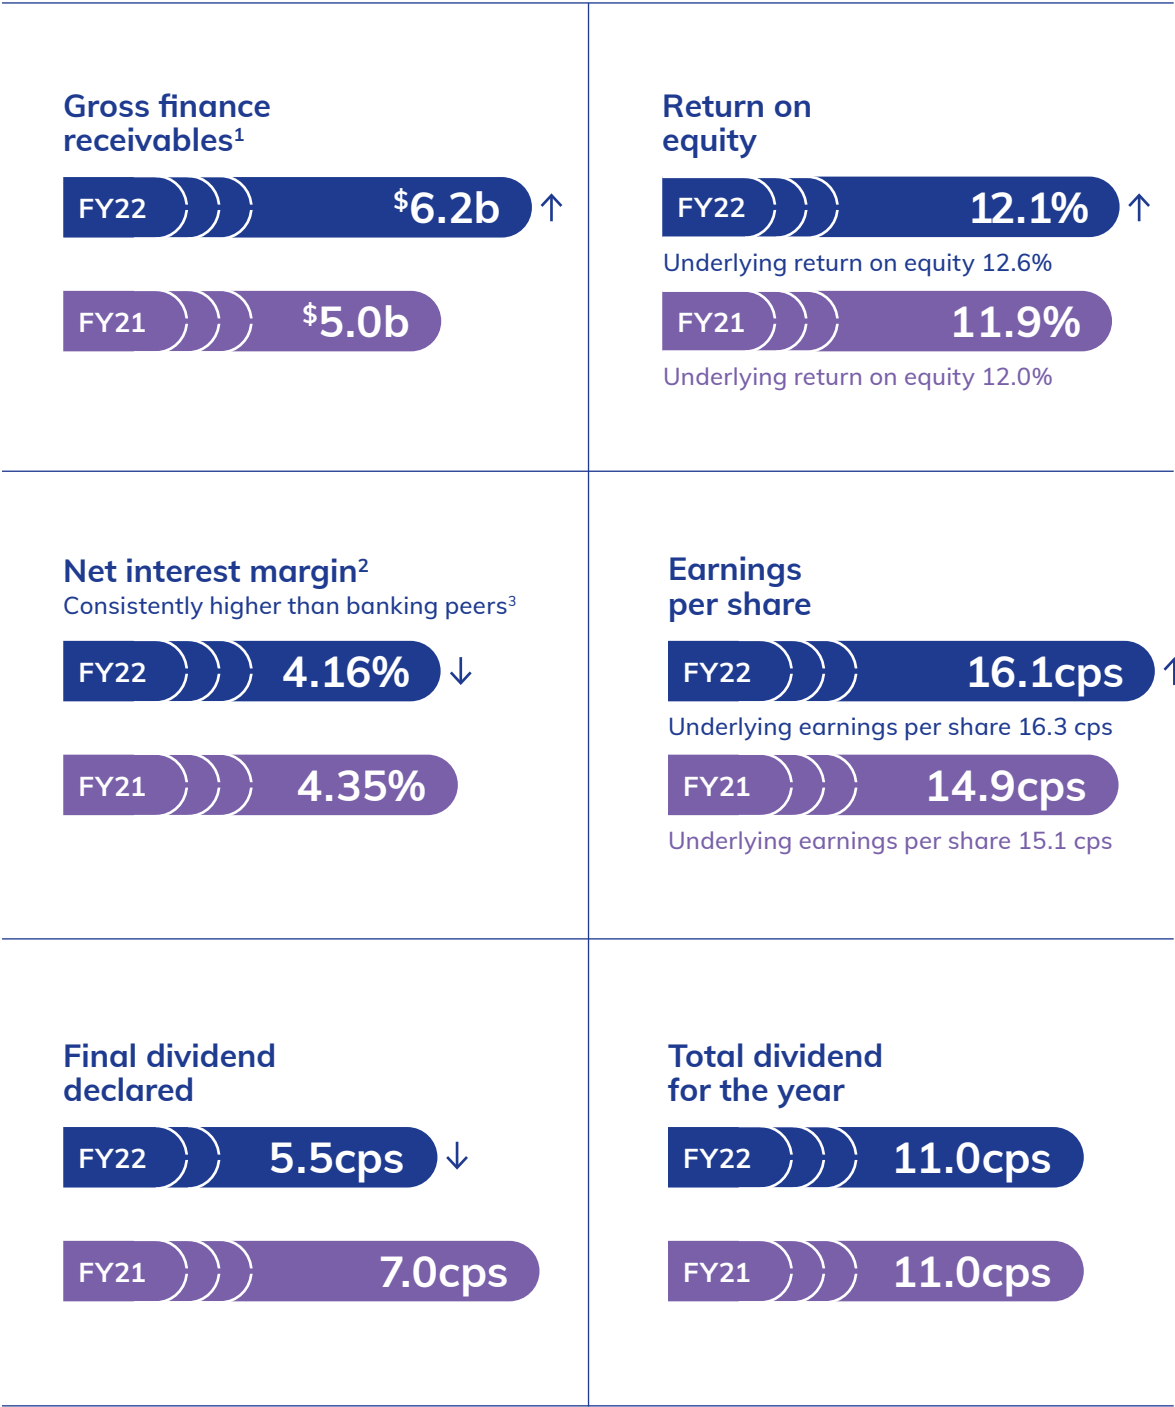 Gross finance
receivables¹
FY22 $6.2b ↑
FY21 $5.0b
Return on
equity
FY22 12.1% ↑
Underlying return on equity 12.6%
FY21 11.9%
Underlying return on equity 12.0%
Net interest margin²
Consistently higher than banking peers³
FY22 4.16% ↓
FY21 4.35%
Earnings
per share
FY22 16.1cps ↑
Underlying earnings per share 16.3 cps
FY21 14.9cps
Underlying earnings per share 15.1 cps
Final dividend
declared
FY22 5.5cps ↓
FY21 7.0cps
Total dividend
for the year
FY22 11.0cps
FY21 11.0cps